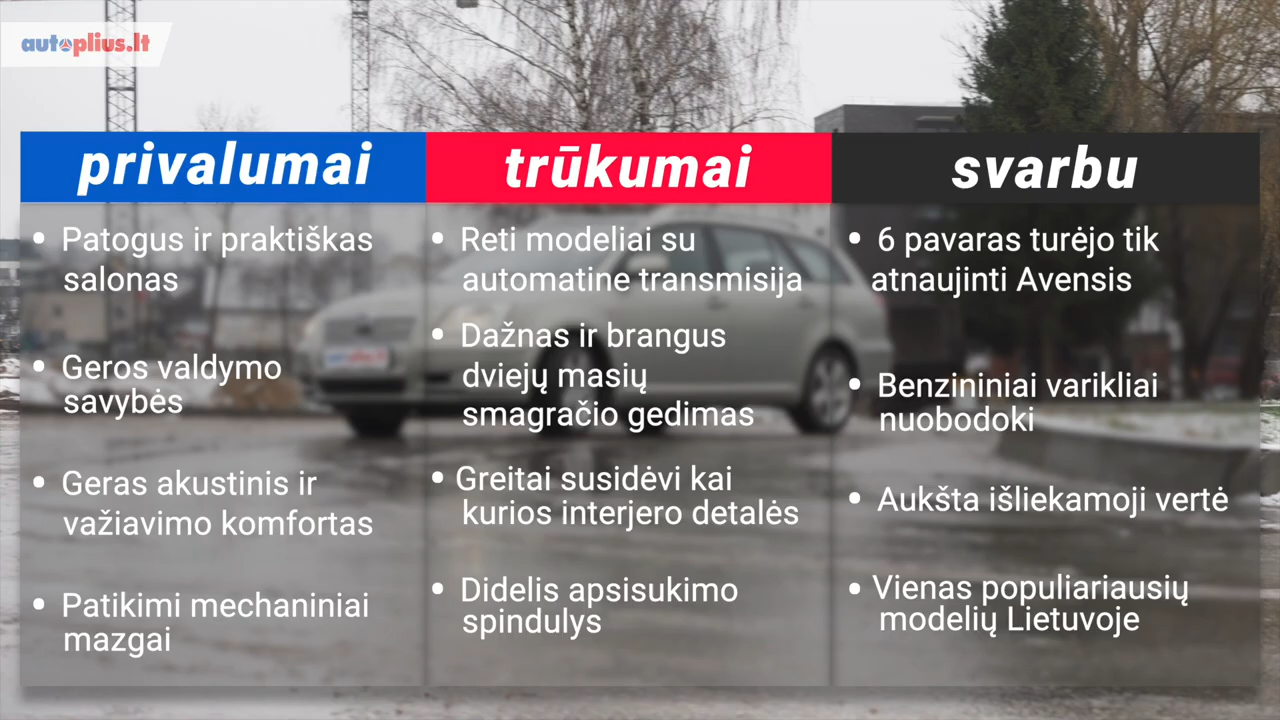 autoplius.lt
privalumai
• Patogus ir praktiškas
salonas
• Geros valdymo
savybės
• Geras akustinis ir
važiavimo komfortas
• Patikimi mechaniniai
mazgai
trūkumai
• Reti modeliai su
automatine transmisija
• Dažnas ir brangus
dviejų masių
smagračio gedimas
• Greitai susidėvi kai
kurios interjero detalės
• Didelis apsisukimo
spindulys
svarbu
• 6 pavaras turėjo tik
atnaujinti Avensis
• Benzininiai varikliai
nuobodoki
• Aukšta išliekamoji vertė
• Vienas populiariausių
modelių Lietuvoje
autoplius.lt